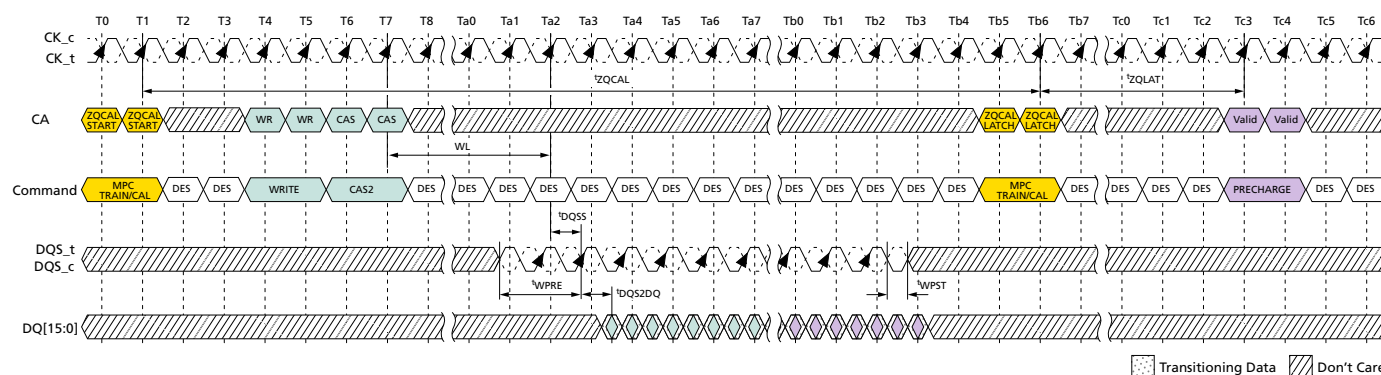 T0 T1 T2 T3 T4 T5 T6 T7 T8 Ta0 Ta1 Ta2 Ta3 Ta4 Ta5 Ta6 Ta7 Tb0 Tb1 Tb2 Tb3 Tb4 Tb5 Tb6 Tb7 Tc0 Tc1 Tc2 Tc3 Tc4 Tc5 Tc6
CK_c
CK_t
tZQCAL tZQLAT
CA ZQCAL START ZQCAL START WR WR CAS CAS ZQCAL LATCH ZQCAL LATCH Valid Valid
WL
Command MPC TRAIN/CAL DES DES WRITE CAS2 DES DES DES DES DES DES DES DES DES DES DES DES DES DES MPC TRAIN/CAL DES DES DES DES PRECHARGE DES DES
tDQSS
DQS_t
DQS_c
tWPRE tDQS2DQ tWPST
DQ[15:0]
Transitioning Data Don't Care